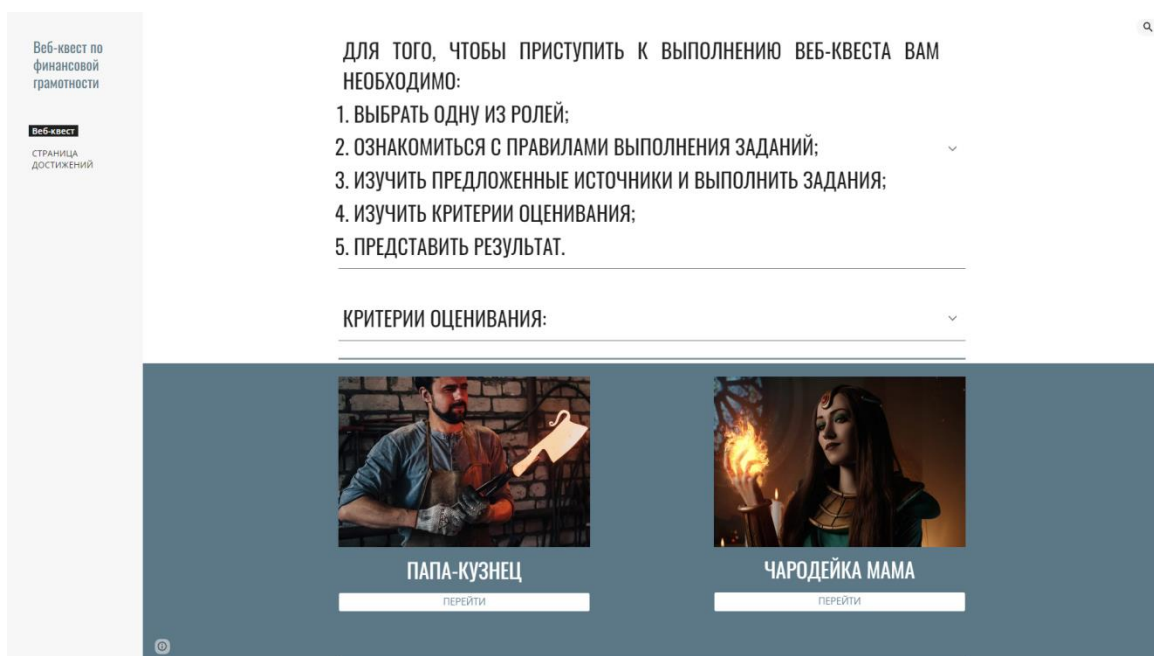 Веб-квест по
финансовой
грамотности
Веб-квест
СТРАНИЦА
ДОСТИЖЕНИЙ
ДЛЯ ТОГО, ЧТОБЫ ПРИСТУПИТЬ К ВЫПОЛНЕНИЮ ВЕБ-КВЕСТА ВАМ
НЕОБХОДИМО:
1. ВЫБРАТЬ ОДНУ ИЗ РОЛЕЙ;
2. ОЗНАКОМИТЬСЯ С ПРАВИЛАМИ ВЫПОЛНЕНИЯ ЗАДАНИЙ;
3. ИЗУЧИТЬ ПРЕДЛОЖЕННЫЕ ИСТОЧНИКИ И ВЫПОЛНИТЬ ЗАДАНИЯ;
4. ИЗУЧИТЬ КРИТЕРИИ ОЦЕНИВАНИЯ;
5. ПРЕДСТАВИТЬ РЕЗУЛЬТАТ.
КРИТЕРИИ ОЦЕНИВАНИЯ:
ПАПА-КУЗНЕЦ
ПЕРЕЙТИ
ЧАРОДЕЙКА МАМА
ПЕРЕЙТИ